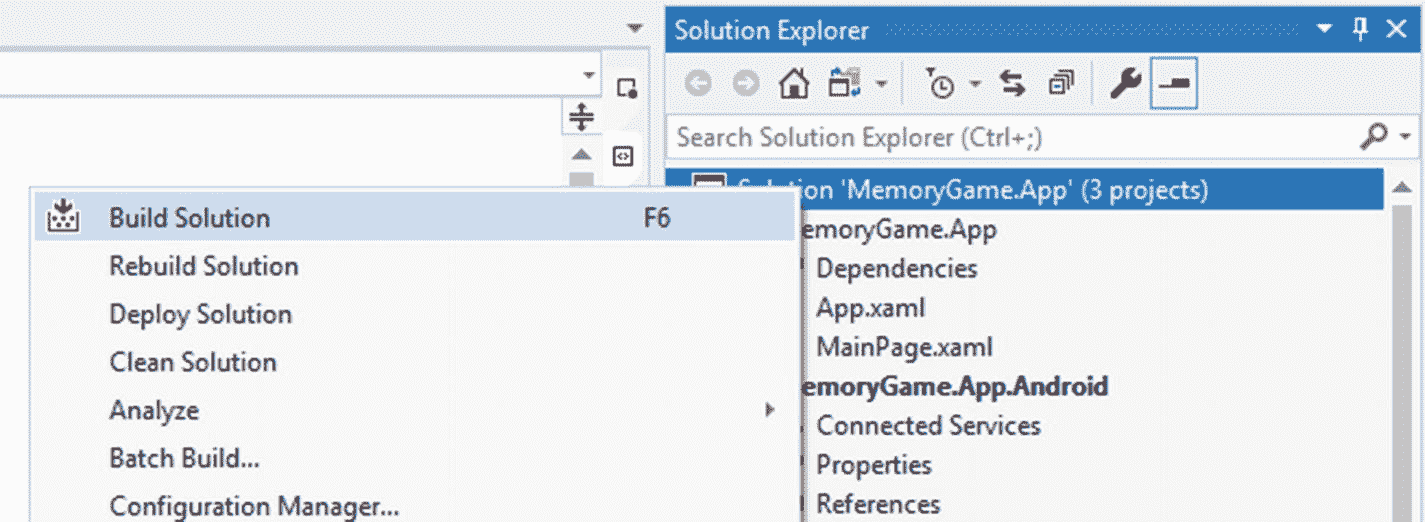 Solution Explorer
Search Solution Explorer (Ctrl+;)
Solution 'MemoryGame.App' (3 projects)
emoryGame.App
Dependencies
App.xaml
MainPage.xaml
emoryGame.App.Android
Connected Services
Properties
References
Build Solution F6
Rebuild Solution
Deploy Solution
Clean Solution
Analyze
Batch Build...
Configuration Manager...